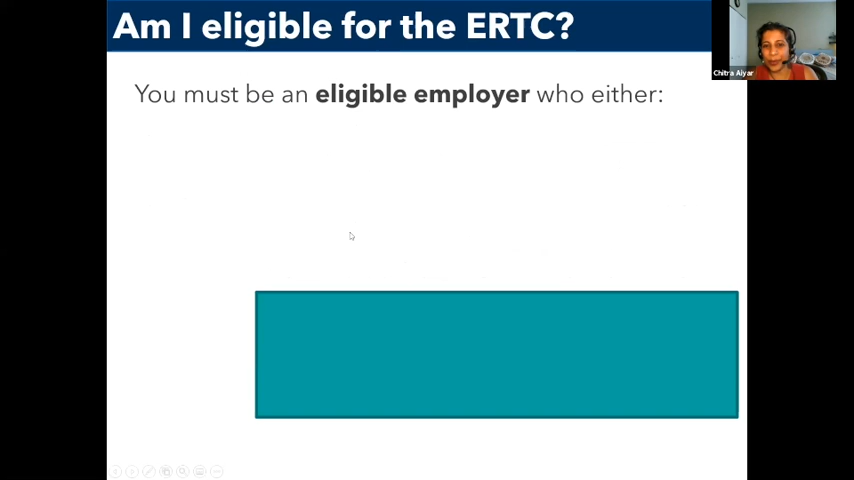 Am I eligible for the ERTC?
Chitra Aiyar
You must be an eligible employer who either: